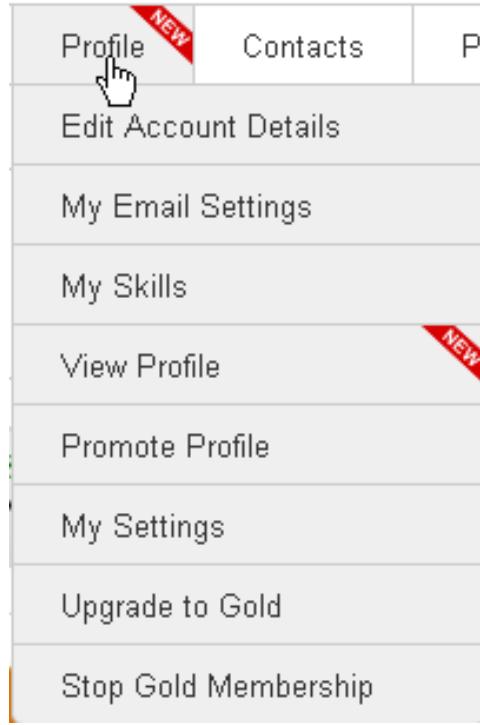 Profile NEW Contacts P
Edit Account Details
My Email Settings
My Skills
View Profile NEW
Promote Profile
My Settings
Upgrade to Gold
Stop Gold Membership